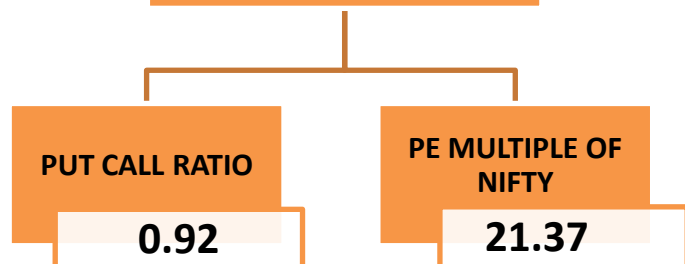 PUT CALL RATIO
0.92
PE MULTIPLE OF
NIFTY
21.37